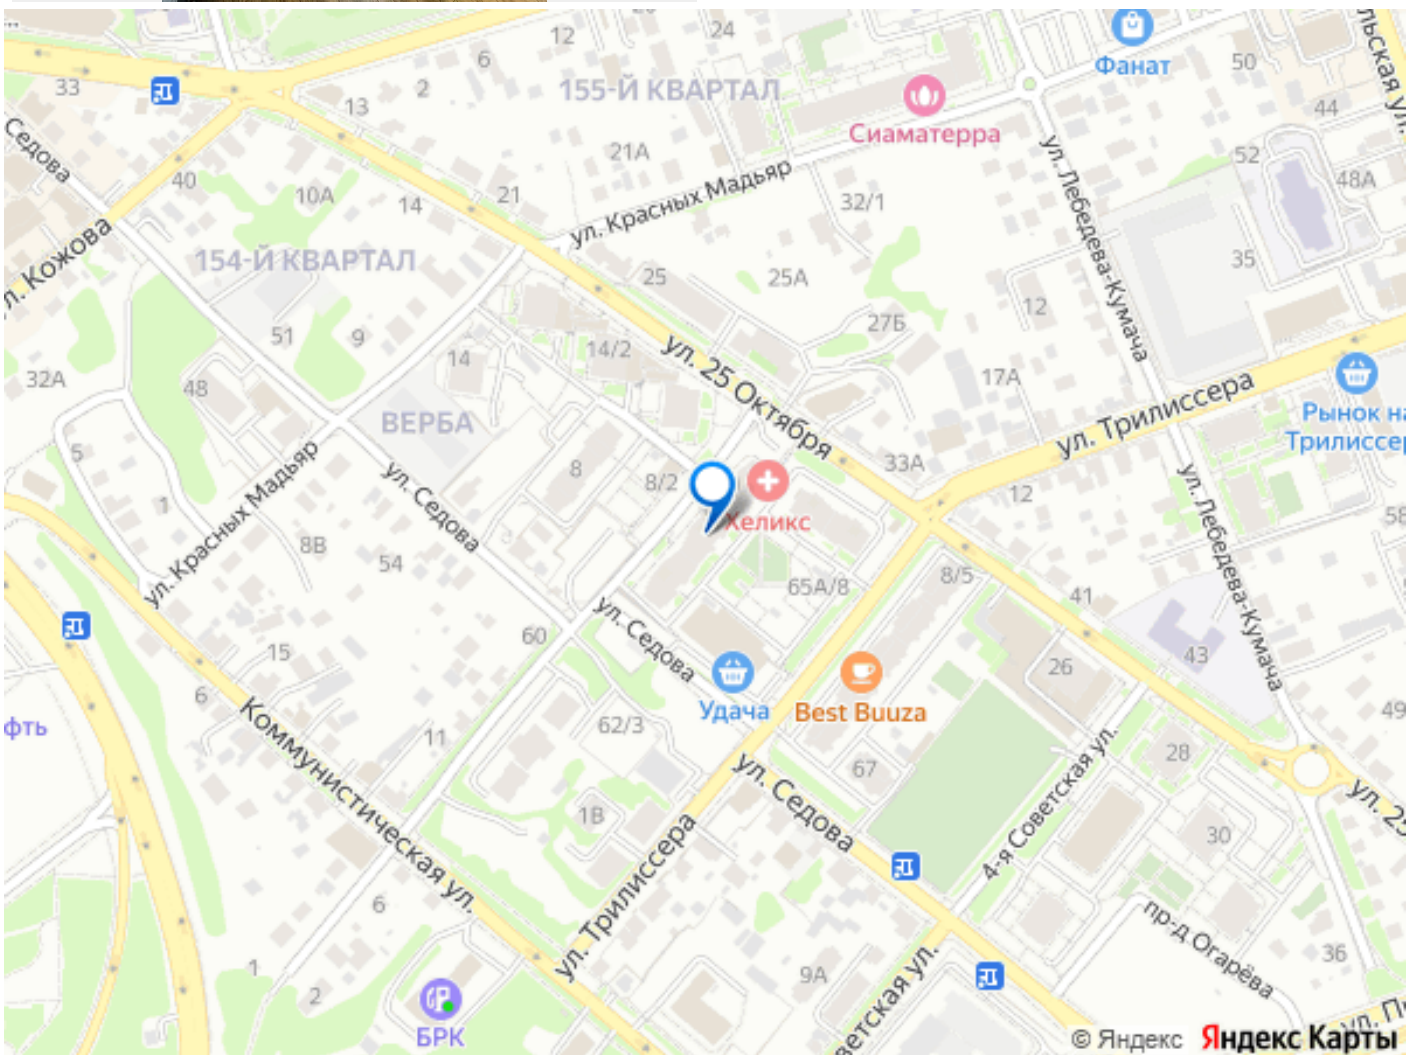 12
24
Фанат
50
льская ул.
6
33
2
13
155-Й КВАРТАЛ
44
Сиаматерра
Седова
21А
52
48А
ул. Лебедева-Кумача
40
10А
14
21
ул. Красных Мадьяр
32/1
л. Кожова
154-Й КВАРТАЛ
25
25А
35
12
27Б
51
9
14
14/2
ул. 25 Октября
32А
48
17А
ул. Трилиссера
Рынок на
Трилиссер
ВЕРБА
5
8
8/2
33А
12
ул. Седова
ул. Лебедева-Кумача
Хеликс
58
1
ул. Красных Мадьяр
8В
54
65А/8
8/5
41
60
ул. Седова
43
26
15
6
Удача
Best Buuza
49
фть
62/3
11
28
67
Коммунистическая ул.
ул. Седова
4-я Советская ул.
ул. 25
1В
30
ул. Трилиссера
6
пр-д Огарёва
36
1
2
9А
БРК
ветская ул.
ул. П
© Яндекс Яндекс Карты